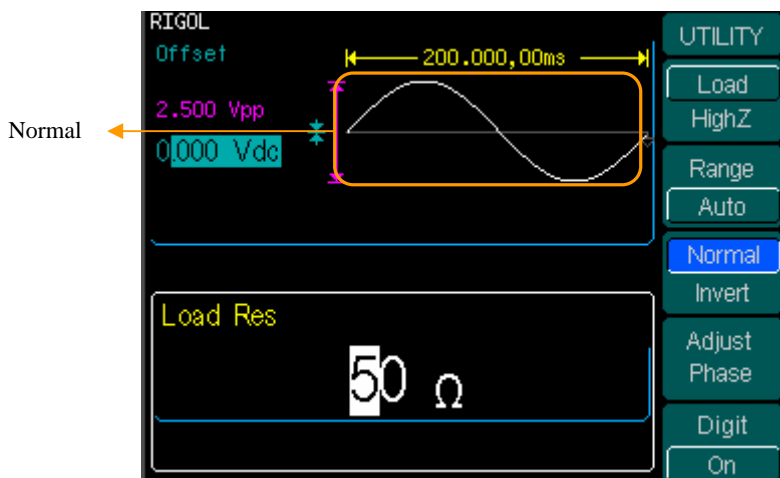 RIGOL
Offset
200.000,00ms
2.500 Vpp
0.000 Vdc
Normal
Load Res
50 Ω
UTILITY
Load
HighZ
Range
Auto
Normal
Invert
Adjust
Phase
Digit
On